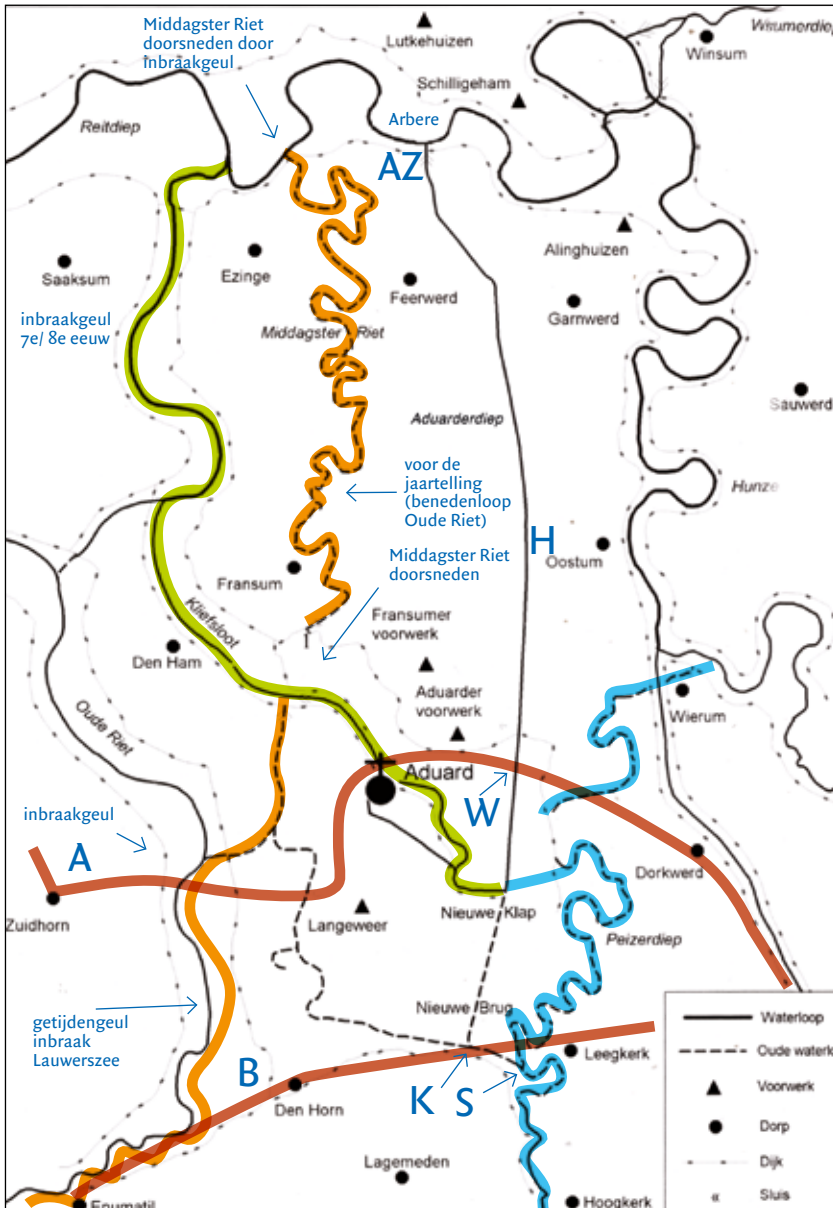 Middagster Riet
doorsneden door
inbraakgeul
Lutkehuizen
Winsum
Schilligeham
Reitdiep
Arbere
AZ
Alinghuizen
Saaksum
Ezinge
Feerwerd
Garnwerd
inbraakgeul
7e/ 8e eeuw
Middagster Riet
Sauwerd
Aduarderdiep
voor de
jaartelling
(benedenloop
Oude Riet)
Hunze
H
Oostum
Middagster Riet
doorsneden
Fransum
Fransumer
voorwerk
Kliefsloot
Den Ham
Aduarder
voorwerk
Wierum
Oude Riet
Aduard
inbraakgeul
W
A
Dorkwerd
Zuidhorn
Langeweer
Nieuwe Klap
Peizerdiep
getijdengeul
inbraak
Lauwerszee
Nieuwe Brug
Leegkerk
B
K
S
Den Horn
Lagemeden
Enumatil
Hoogkerk
Waterloop
Oude waterlo
Voorwerk
Dorp
Dijk
Sluis